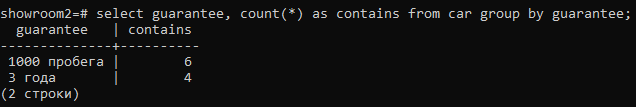 showroom2=# select guarantee, count(*) as contains from car group by guarantee;
guarantee | contains
--------------+----------
1000 пробега | 6
3 года | 4
(2 строки)